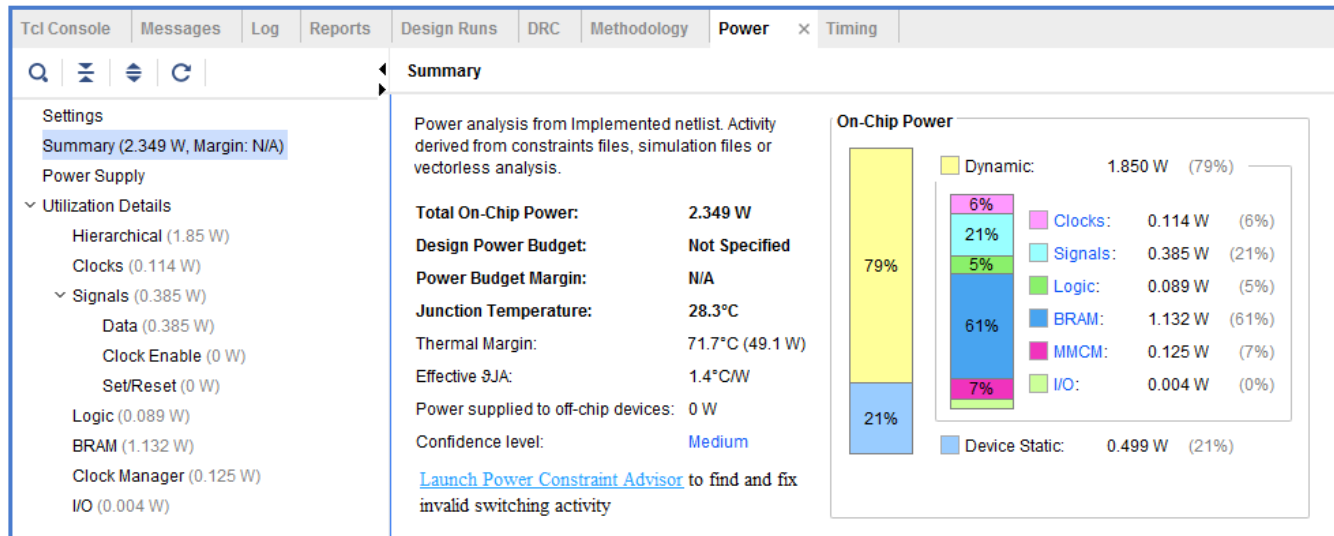 Tcl Console Messages Log Reports Design Runs DRC Methodology Power × Timing
Summary
Settings
Summary (2.349 W, Margin: N/A)
Power Supply
Utilization Details
Hierarchical (1.85 W)
Clocks (0.114 W)
Signals (0.385 W)
Data (0.385 W)
Clock Enable (0 W)
Set/Reset (0 W)
Logic (0.089 W)
BRAM (1.132 W)
Clock Manager (0.125 W)
I/O (0.004 W)
Power analysis from Implemented netlist. Activity
derived from constraints files, simulation files or
vectorless analysis.
Total On-Chip Power: 2.349 W
Design Power Budget: Not Specified
Power Budget Margin: N/A
Junction Temperature: 28.3°C
Thermal Margin: 71.7°C (49.1 W)
Effective ϑJA: 1.4°C/W
Power supplied to off-chip devices: 0 W
Confidence level: Medium
Launch Power Constraint Advisor to find and fix
invalid switching activity
On-Chip Power
79%
21%
Dynamic: 1.850 W (79%)
6%
21%
5%
61%
7%
Clocks: 0.114 W (6%)
Signals: 0.385 W (21%)
Logic: 0.089 W (5%)
BRAM: 1.132 W (61%)
MMCM: 0.125 W (7%)
I/O: 0.004 W (0%)
Device Static: 0.499 W (21%)